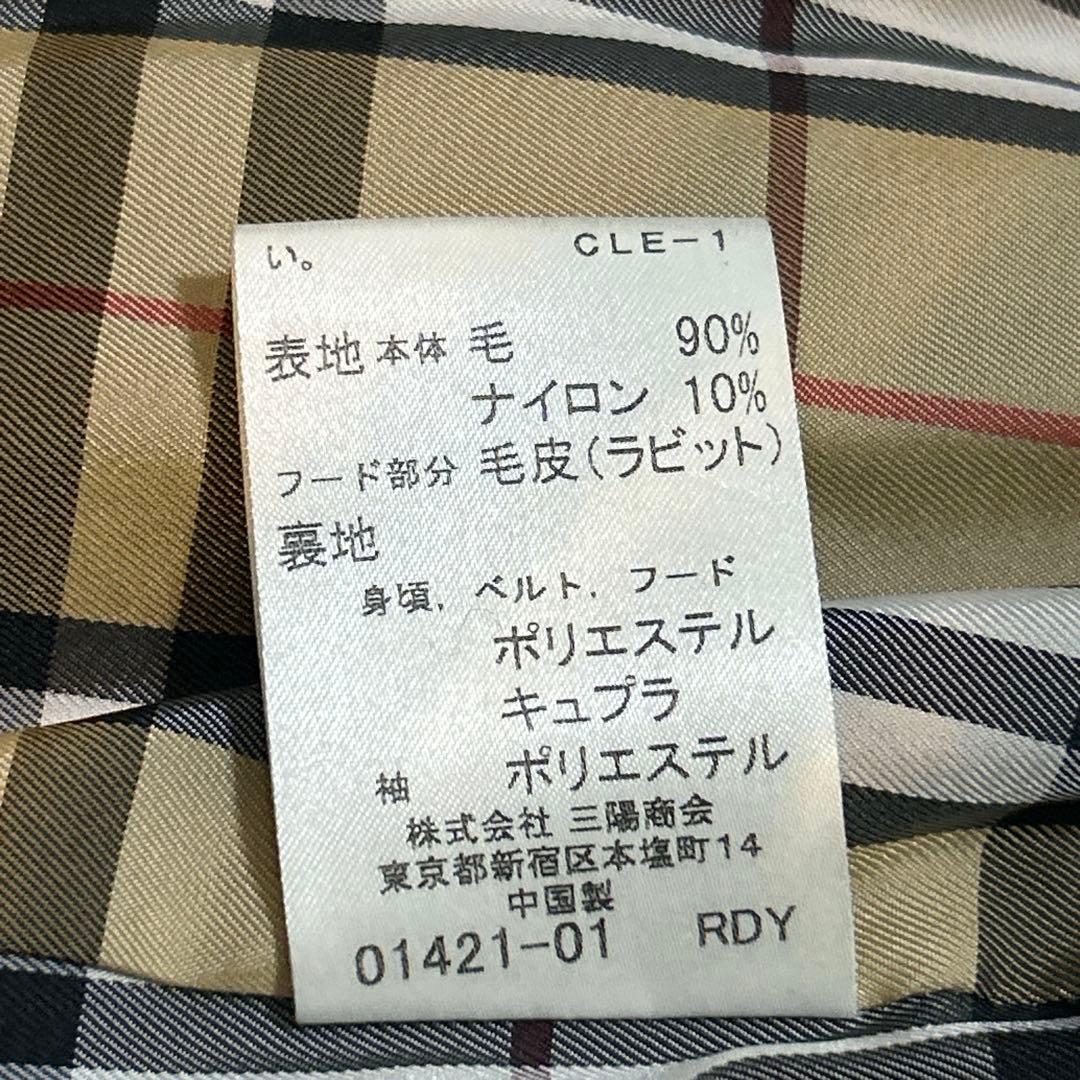 い。 CLE-1
表地 本体 毛 90%
ナイロン 10%
フード部分 毛皮(ラビット)
裏地
身頃, ベルト, フード
ポリエステル
キュプラ
袖 ポリエステル
株式会社 三陽商会
東京都新宿区本塩町14
中国製
01421-01 RDY